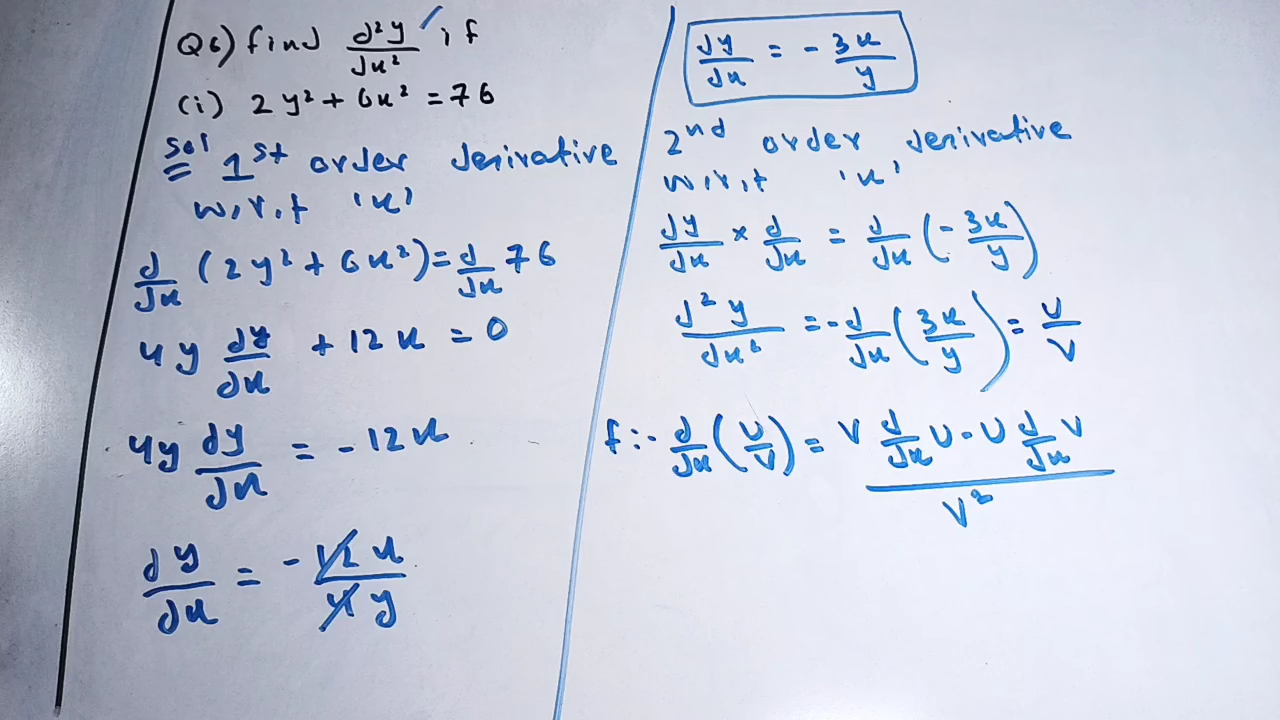 Q6) find d²y/dx² if
(i) 2y² + 6x² = 76
Sol 1st order derivative
w.r.t 'x'
d/dx (2y² + 6x²) = d/dx 76
4y dy/dx + 12x = 0
4y dy/dx = -12x
dy/dx = -12x/4y
dy/dx = -3x/y
2nd order derivative
w.r.t 'x'
dy/dx × d/dx = d/dx (-3x/y)
d²y/dx² = -d/dx (3x/y) = U/V
f:- d/dx (U/V) = V d/dx U - U d/dx V / V²